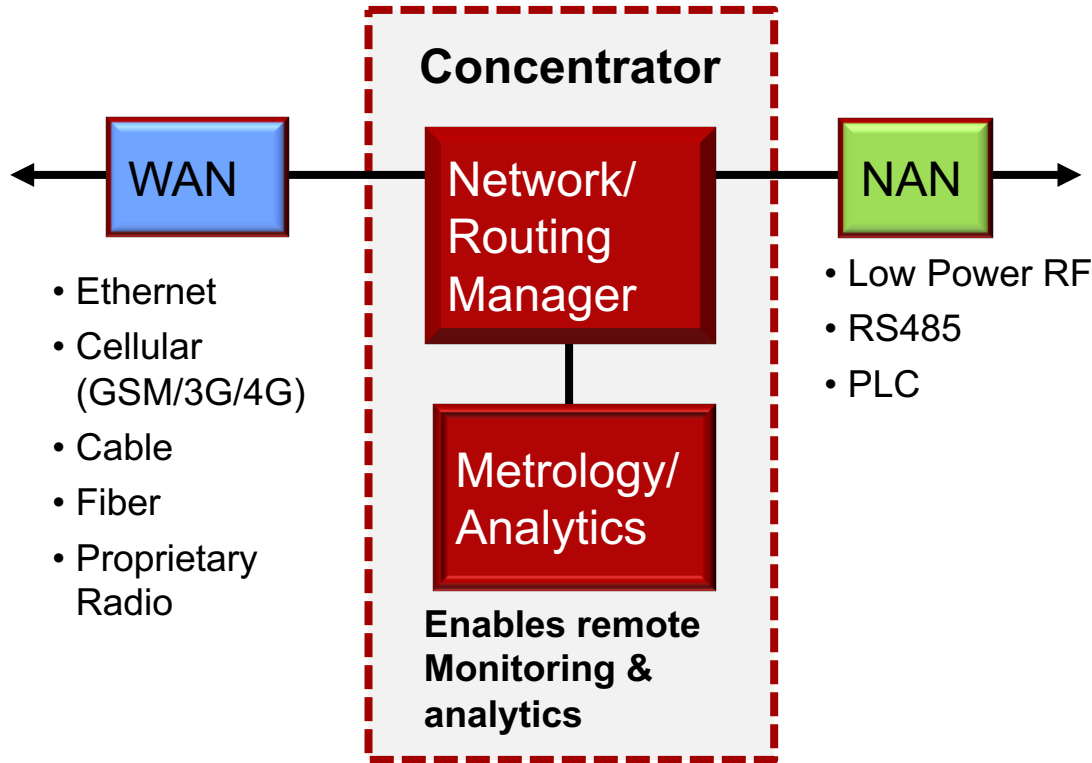 Concentrator
WAN
Network/
Routing
Manager
NAN
• Ethernet
• Cellular
(GSM/3G/4G)
• Cable
• Fiber
• Proprietary
Radio
• Low Power RF
• RS485
• PLC
Metrology/
Analytics
Enables remote
Monitoring &
analytics